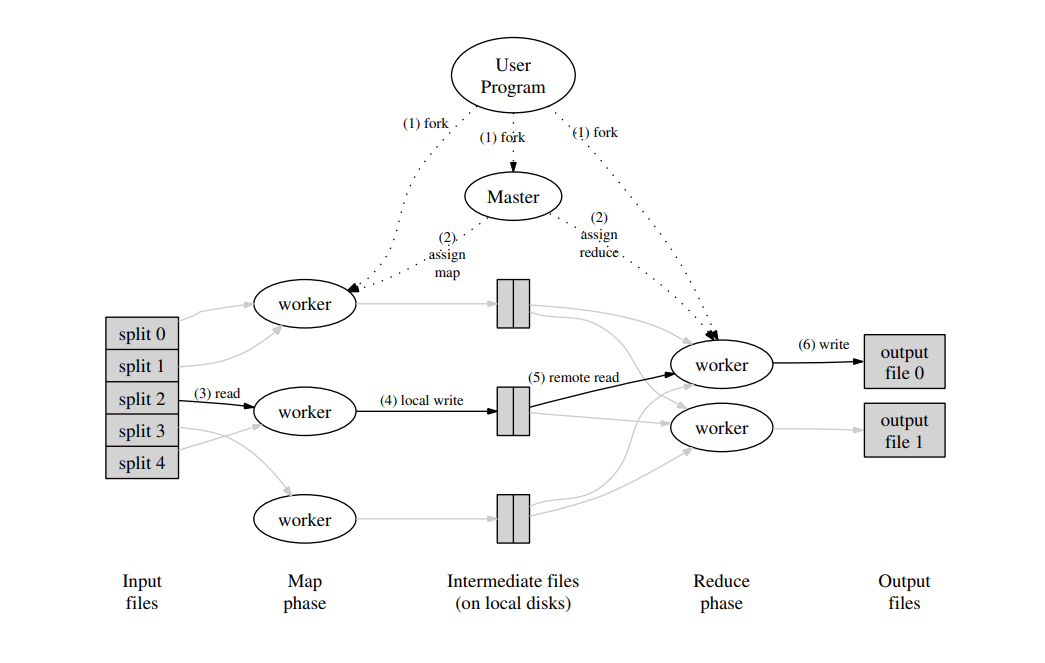 User
Program
(1) fork
(1) fork
(1) fork
Master
(2)
assign
map
(2)
assign
reduce
split 0
split 1
split 2
split 3
split 4
(3) read
worker
worker
worker
(4) local write
(5) remote read
worker
worker
(6) write
output
file 0
output
file 1
Input
files
Map
phase
Intermediate files
(on local disks)
Reduce
phase
Output
files